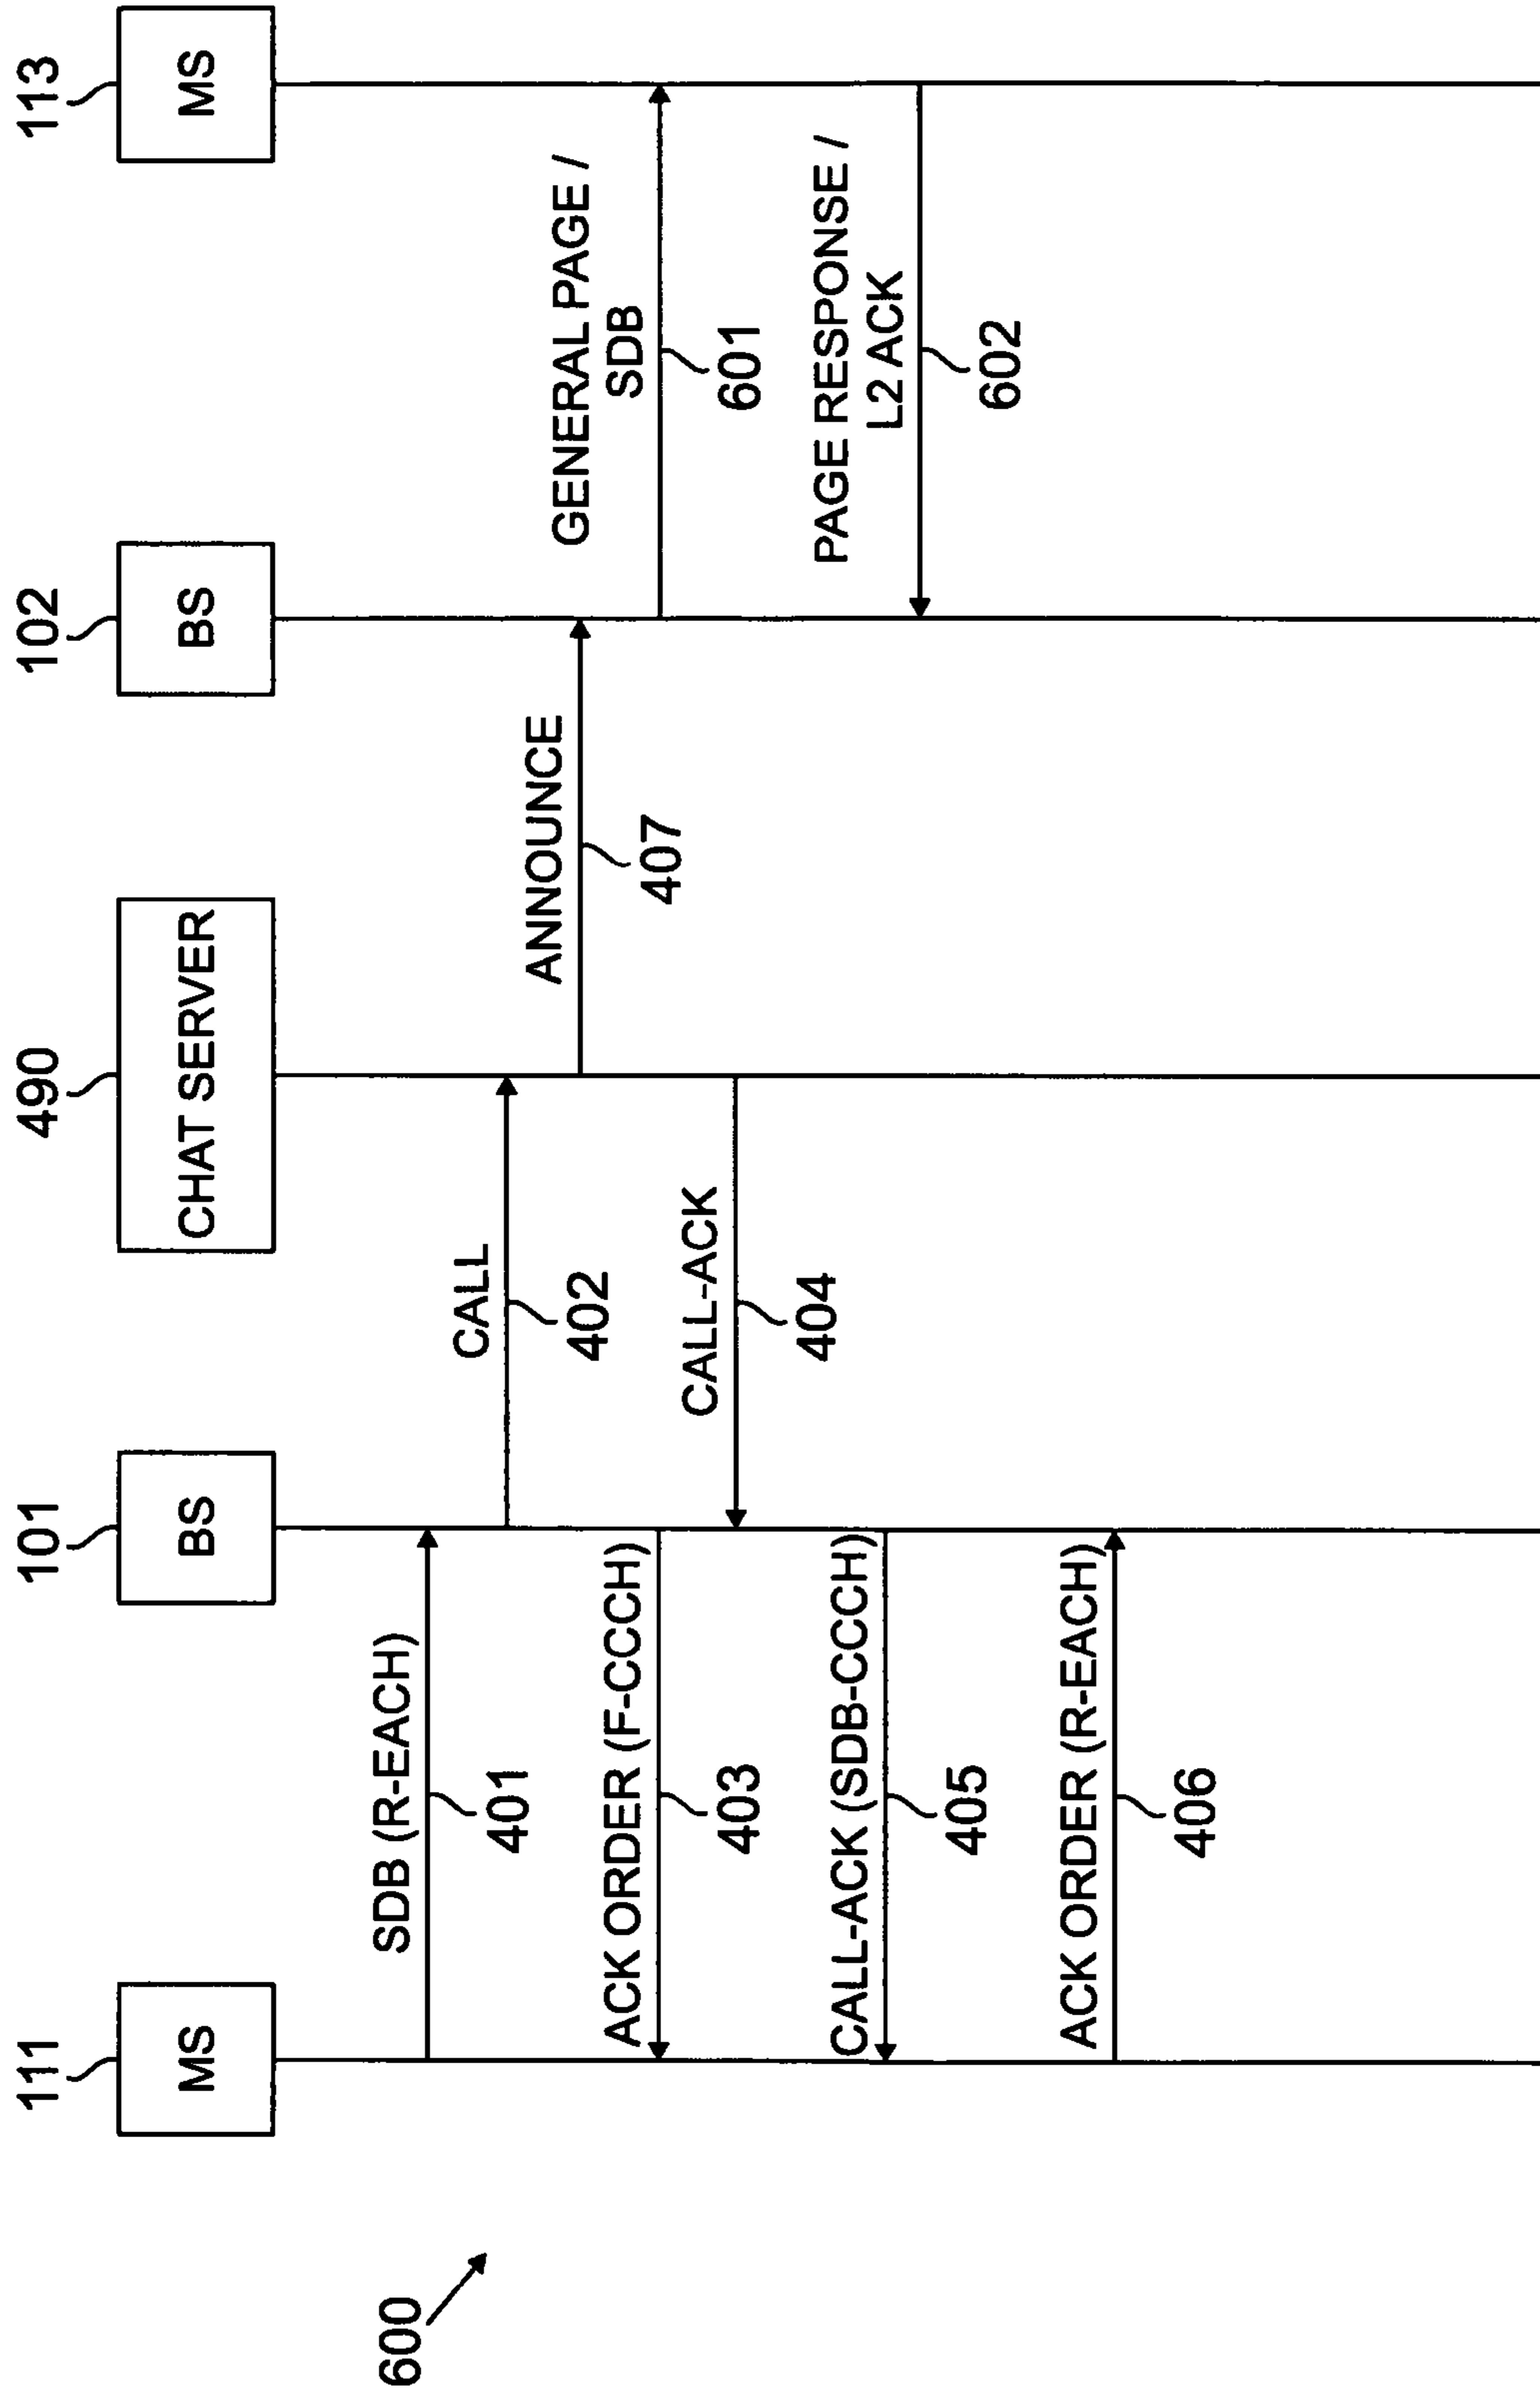 111
101
490
102
113
MS
BS
CHAT SERVER
BS
MS
600
SDB (R-EACH)
401
CALL
402
ANNOUNCE
407
GENERAL PAGE /
SDB
601
ACK ORDER (F-CCCH)
403
CALL-ACK
404
PAGE RESPONSE /
L2 ACK
602
CALL-ACK (SDB-CCCH)
405
ACK ORDER (R-EACH)
406